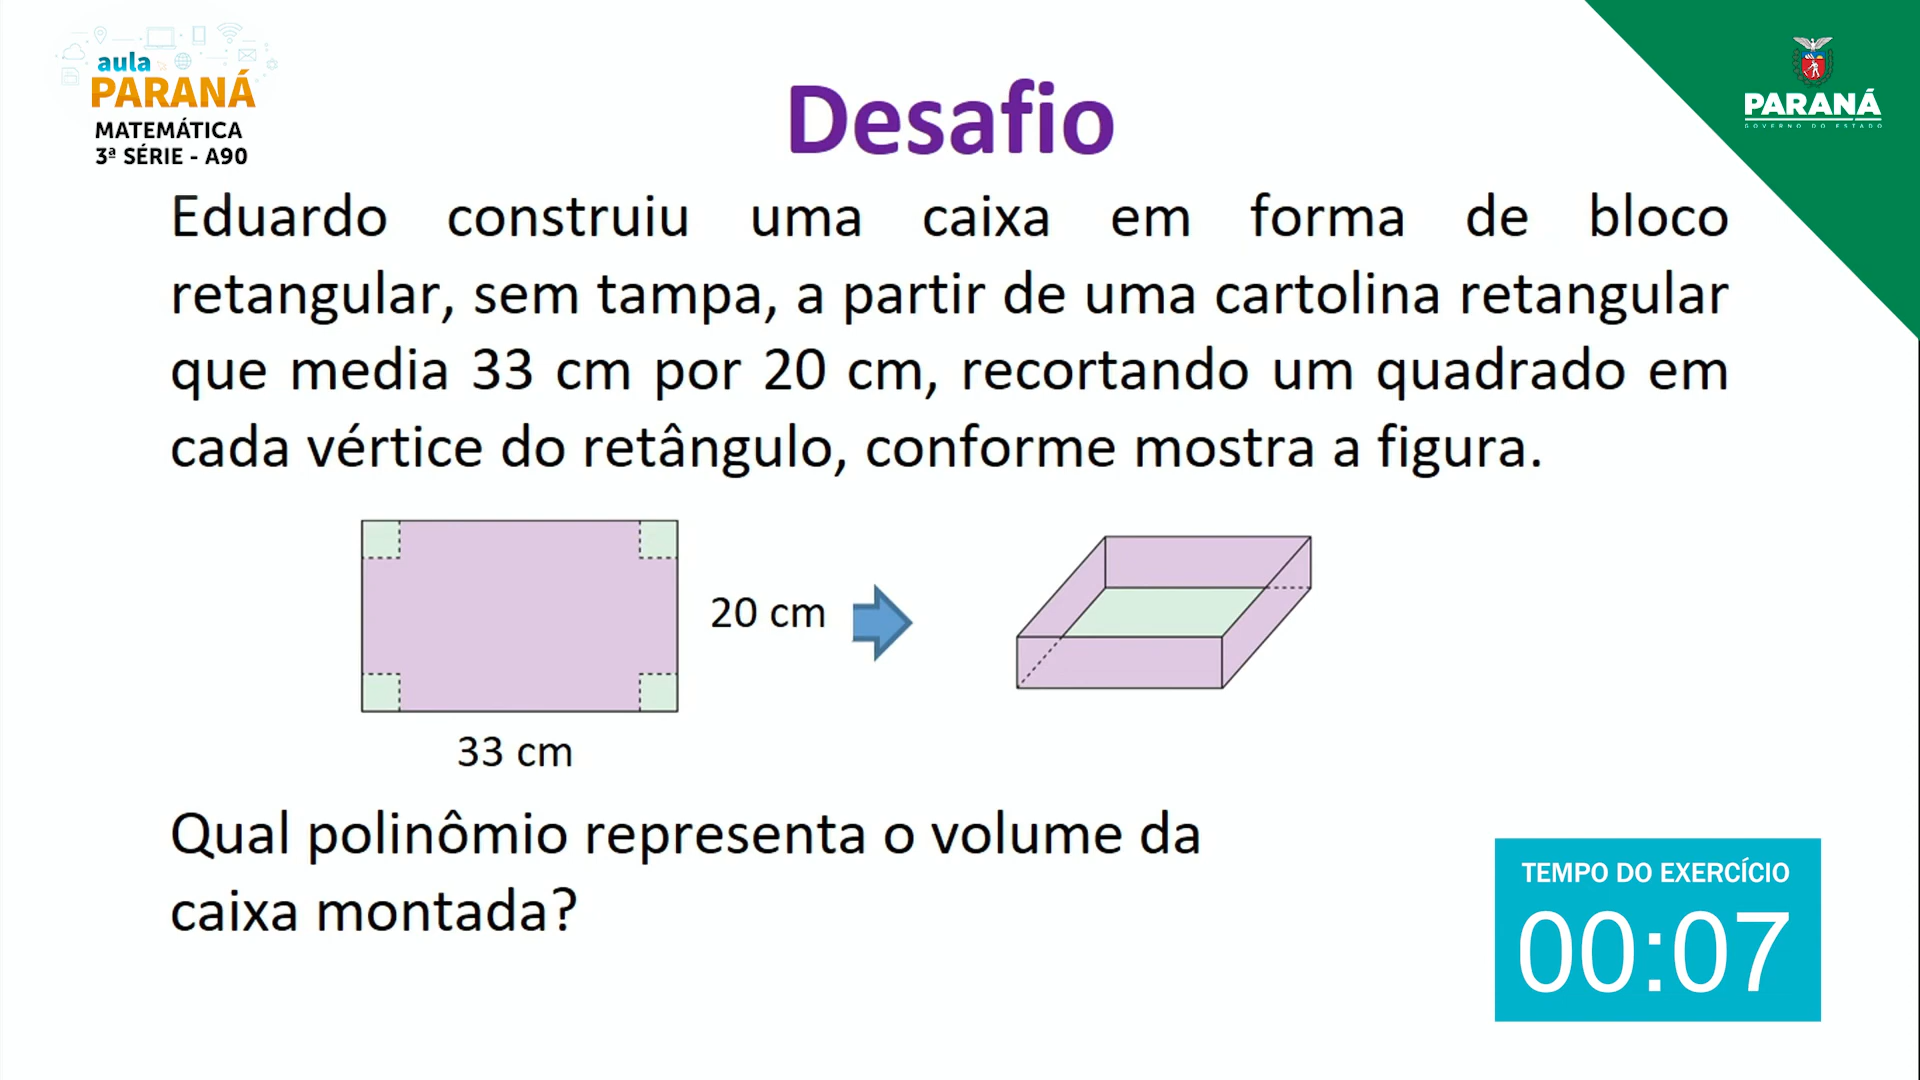 aula
PARANÁ
MATEMÁTICA
3ª SÉRIE - A90
PARANÁ
GOVERNO DO ESTADO
Desafio
Eduardo construiu uma caixa em forma de bloco
retangular, sem tampa, a partir de uma cartolina retangular
que media 33 cm por 20 cm, recortando um quadrado em
cada vértice do retângulo, conforme mostra a figura.
20 cm
33 cm
Qual polinômio representa o volume da
caixa montada?
TEMPO DO EXERCÍCIO
00:07